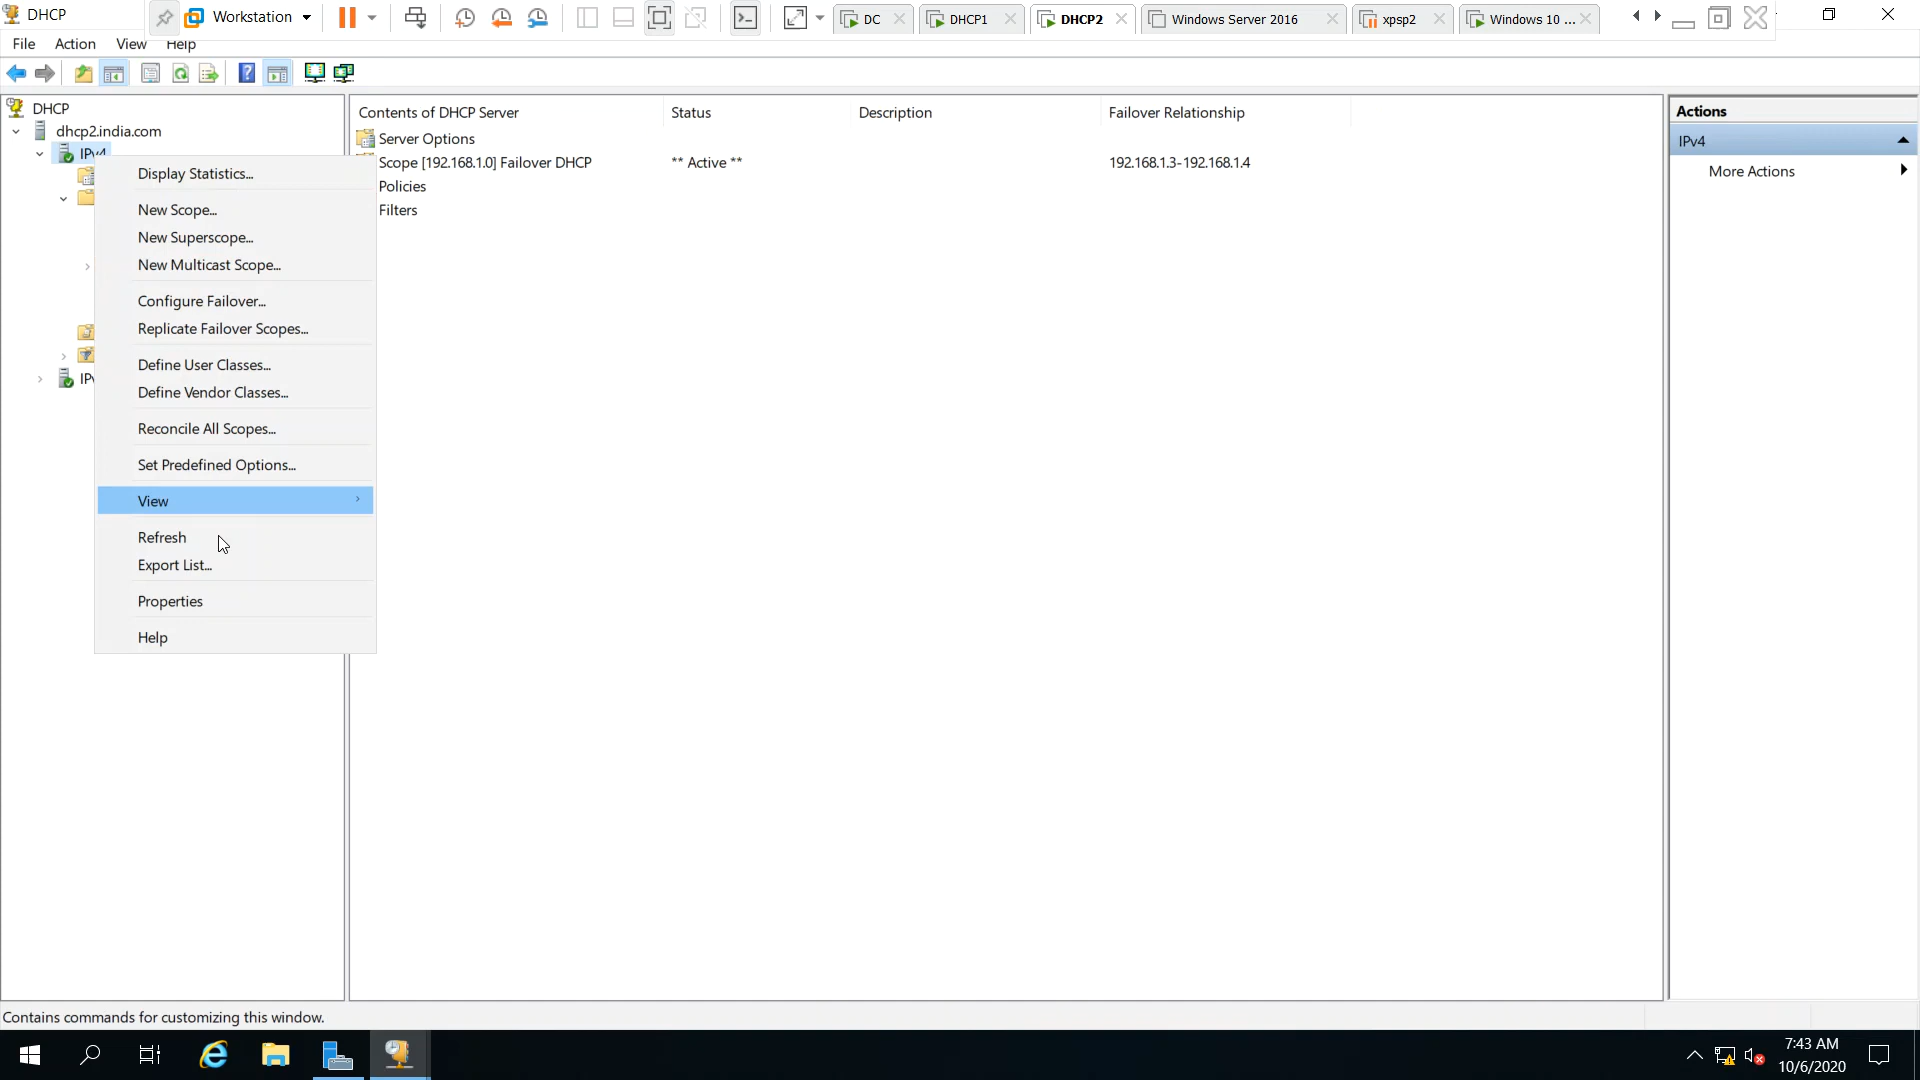 DHCP
Workstation
DC
DHCP1
DHCP2
Windows Server 2016
xpsp2
Windows 10 ...
File Action View Help
DHCP
dhcp2.india.com
IPv4
Display Statistics...
New Scope...
New Superscope...
New Multicast Scope...
Configure Failover...
Replicate Failover Scopes...
Define User Classes...
Define Vendor Classes...
Reconcile All Scopes...
Set Predefined Options...
View
Refresh
Export List...
Properties
Help
Contents of DHCP Server Status Description Failover Relationship
Server Options
Scope [192.168.1.0] Failover DHCP ** Active ** 192.168.1.3-192.168.1.4
Policies
Filters
Actions
IPv4
More Actions
Contains commands for customizing this window.
7:43 AM
10/6/2020